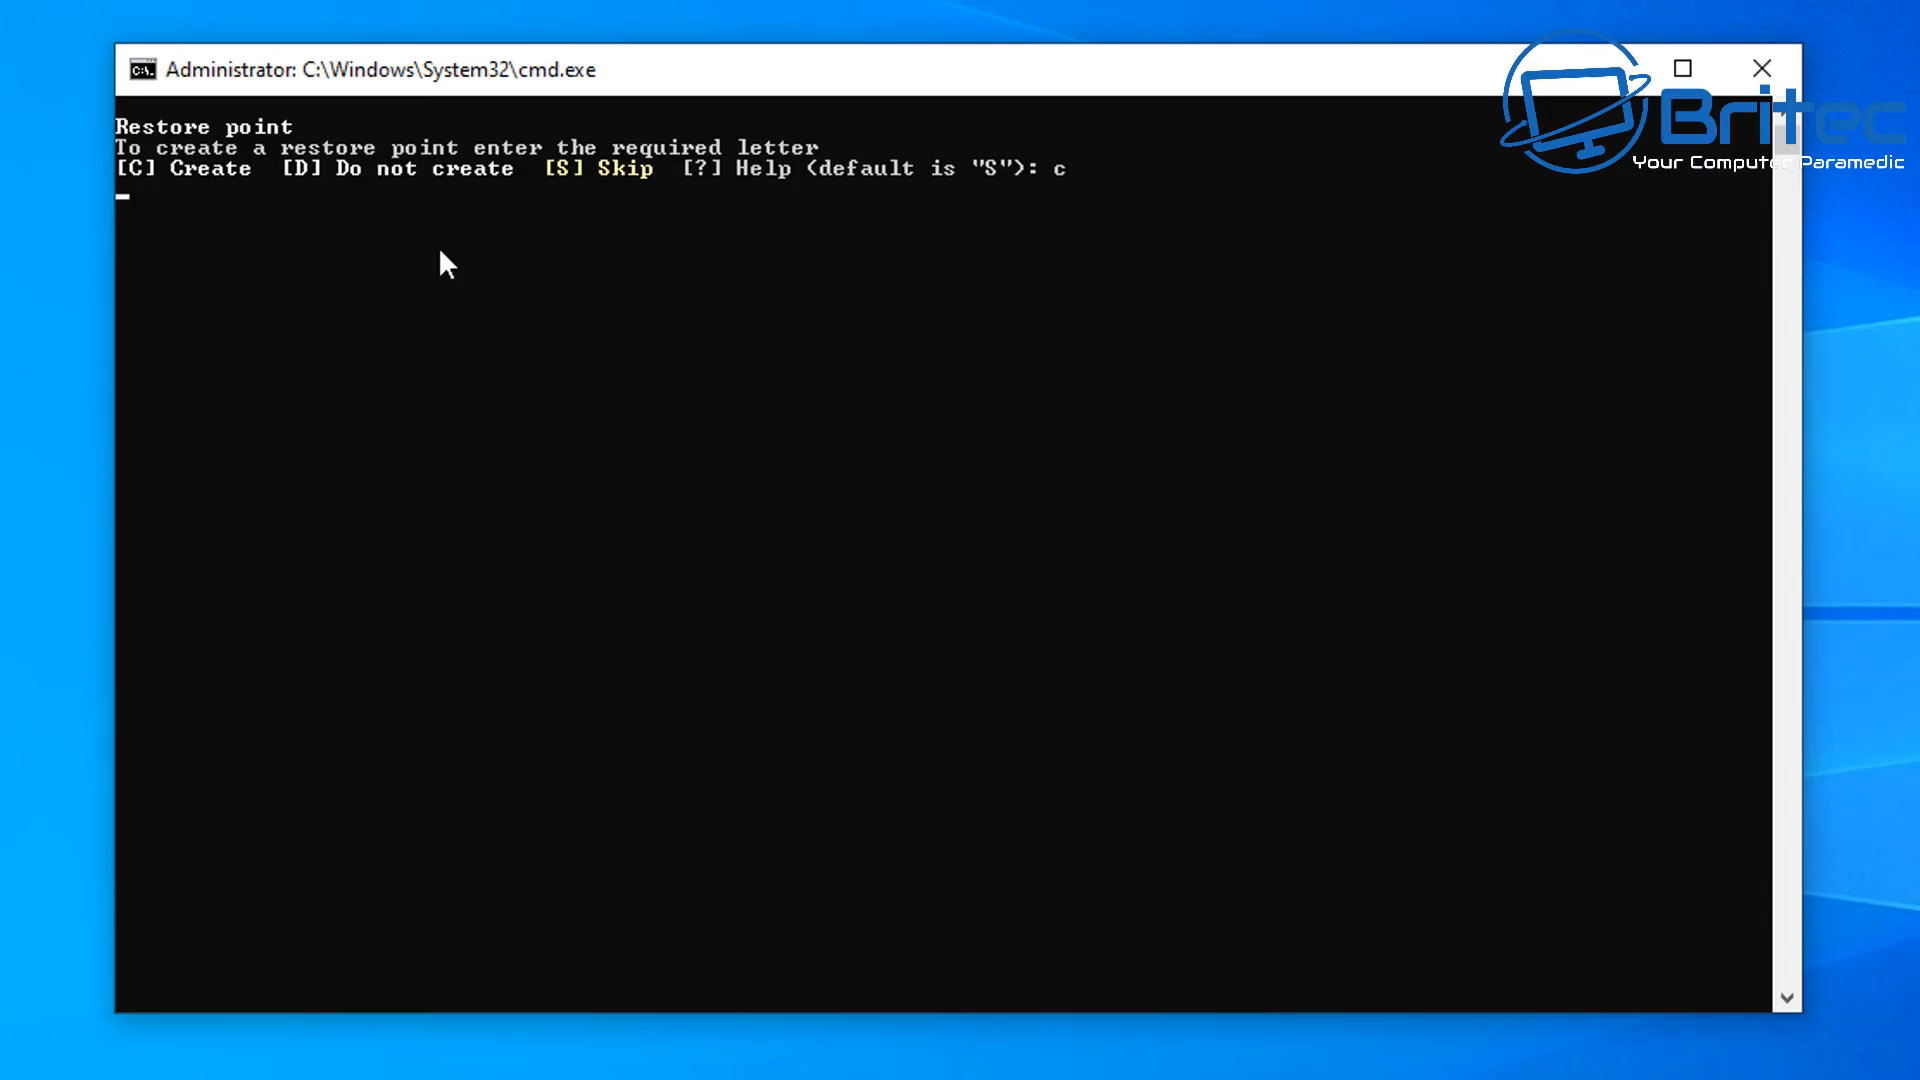 Administrator: C:\Windows\System32\cmd.exe
Britec
Your Computer Paramedic
Restore point
To create a restore point enter the required letter
[C] Create  [D] Do not create  [S] Skip  [?] Help (default is "S"): c